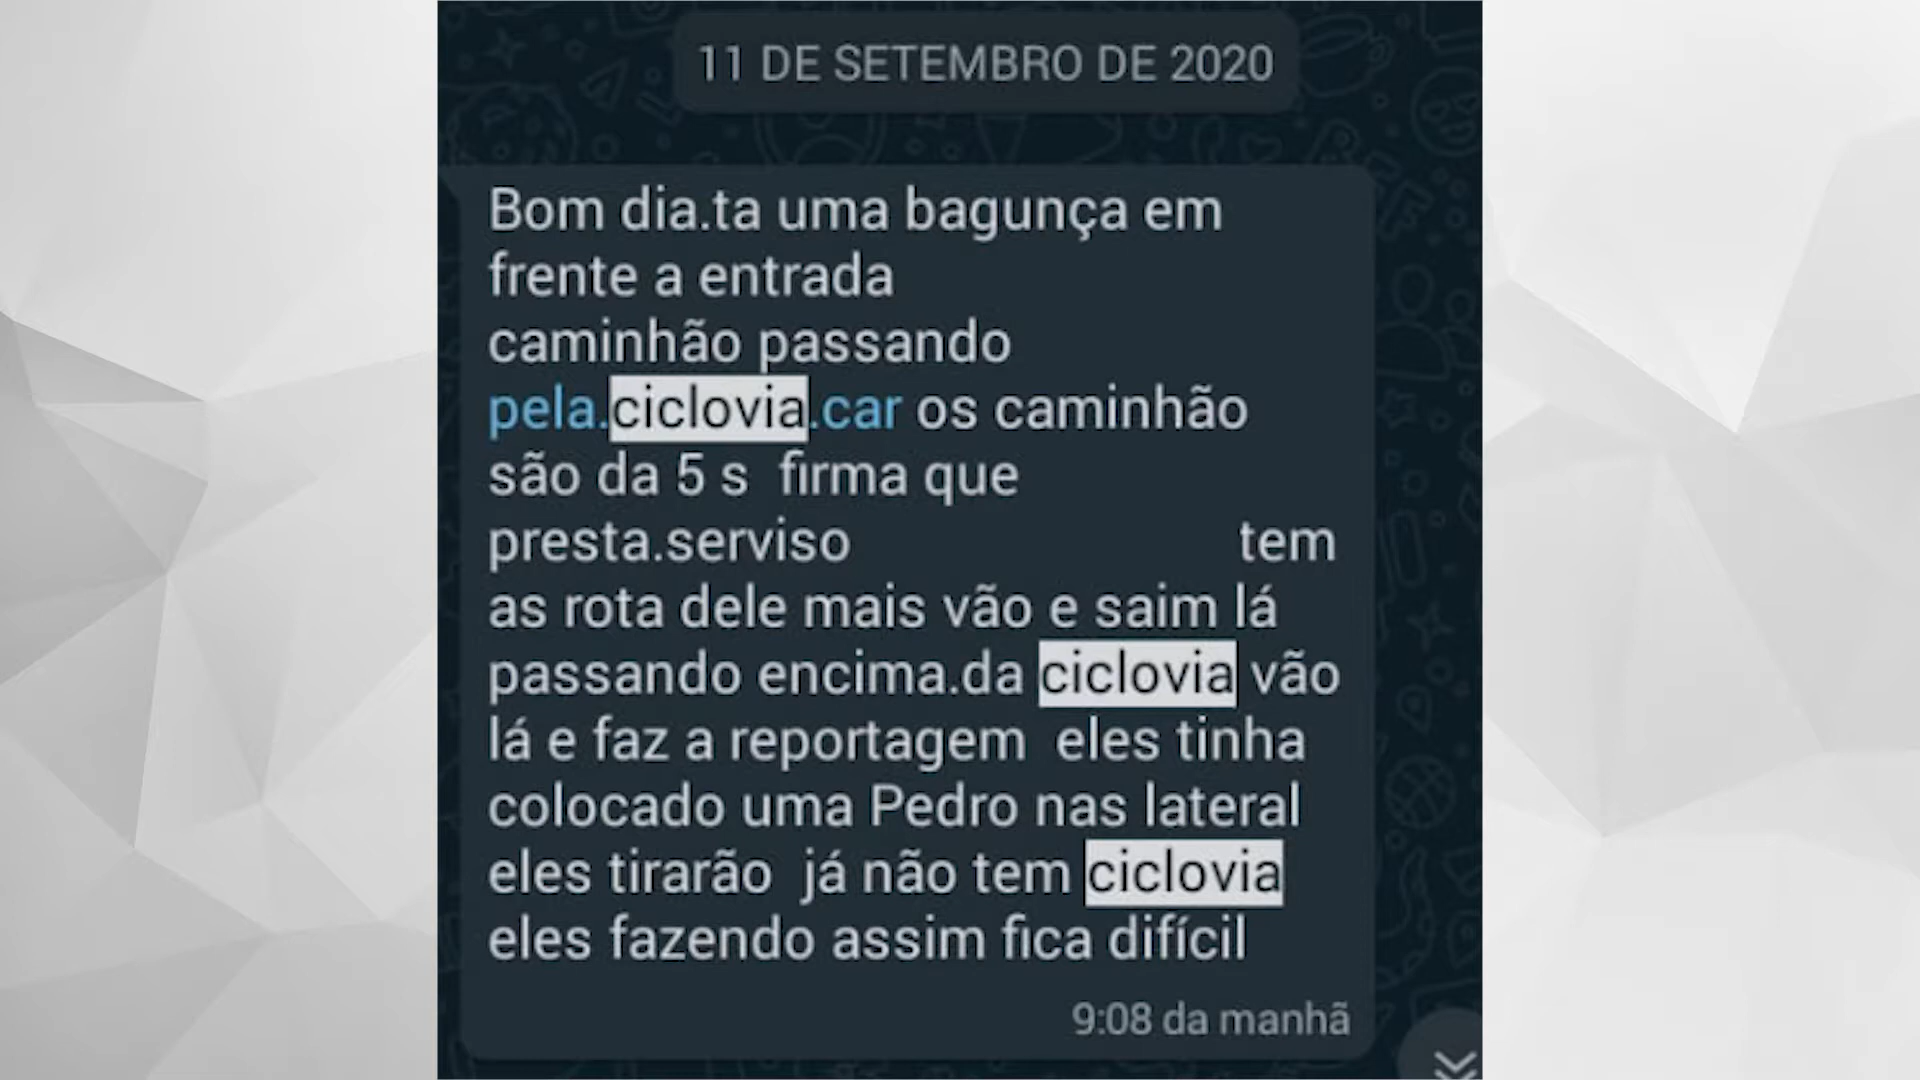 11 DE SETEMBRO DE 2020
Bom dia.ta uma bagunça em
frente a entrada
caminhão passando
pela.ciclovia.car os caminhão
são da 5 s firma que
presta.serviso tem
as rota dele mais vão e saim lá
passando encima.da ciclovia vão
lá e faz a reportagem eles tinha
colocado uma Pedro nas lateral
eles tirarão já não tem ciclovia
eles fazendo assim fica difícil
9:08 da manhã